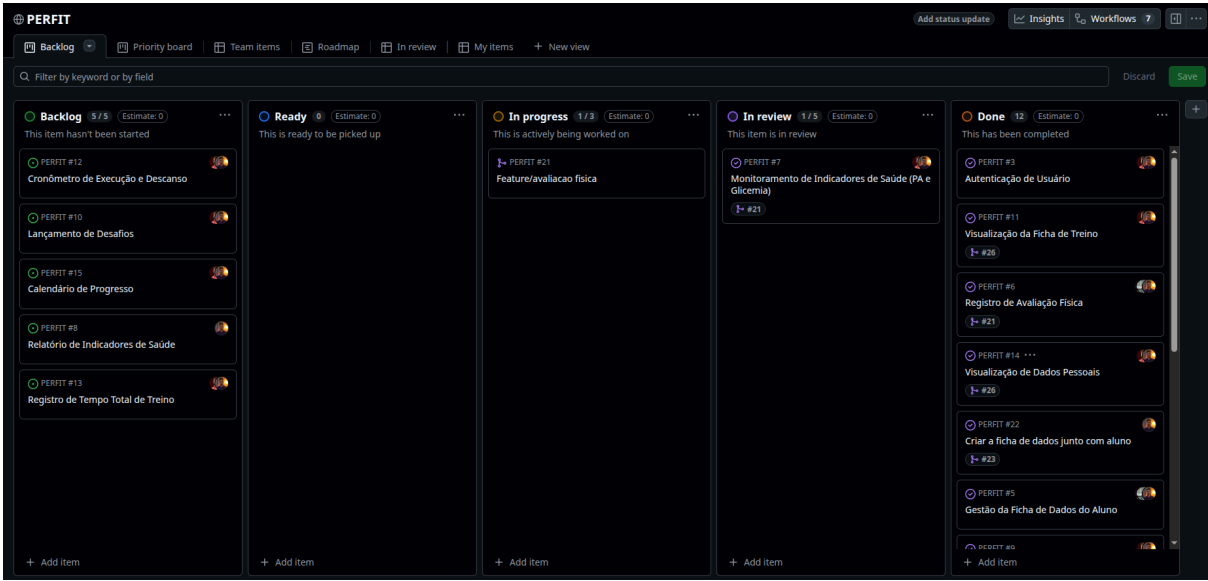 PERFIT
Add status update
Insights
Workflows 7
Backlog
Priority board
Team items
Roadmap
In review
My items
+ New view
Filter by keyword or by field
Discard
Save
Backlog 5 / 5 Estimate: 0
This item hasn't been started
PERFIT #12
Cronômetro de Execução e Descanso
PERFIT #10
Lançamento de Desafios
PERFIT #15
Calendário de Progresso
PERFIT #8
Relatório de Indicadores de Saúde
PERFIT #13
Registro de Tempo Total de Treino
+ Add item
Ready 0 Estimate: 0
This is ready to be picked up
+ Add item
In progress 1 / 3 Estimate: 0
This is actively being worked on
PERFIT #21
Feature/avaliacao fisica
+ Add item
In review 1 / 5 Estimate: 0
This item is in review
PERFIT #7
Monitoramento de Indicadores de Saúde (PA e
Glicemia)
#21
+ Add item
Done 12 Estimate: 0
This has been completed
PERFIT #3
Autenticação de Usuário
PERFIT #11
Visualização da Ficha de Treino
#26
PERFIT #6
Registro de Avaliação Física
#21
PERFIT #14
Visualização de Dados Pessoais
#26
PERFIT #22
Criar a ficha de dados junto com aluno
#23
PERFIT #5
Gestão da Ficha de Dados do Aluno
PERFIT #9
+ Add item